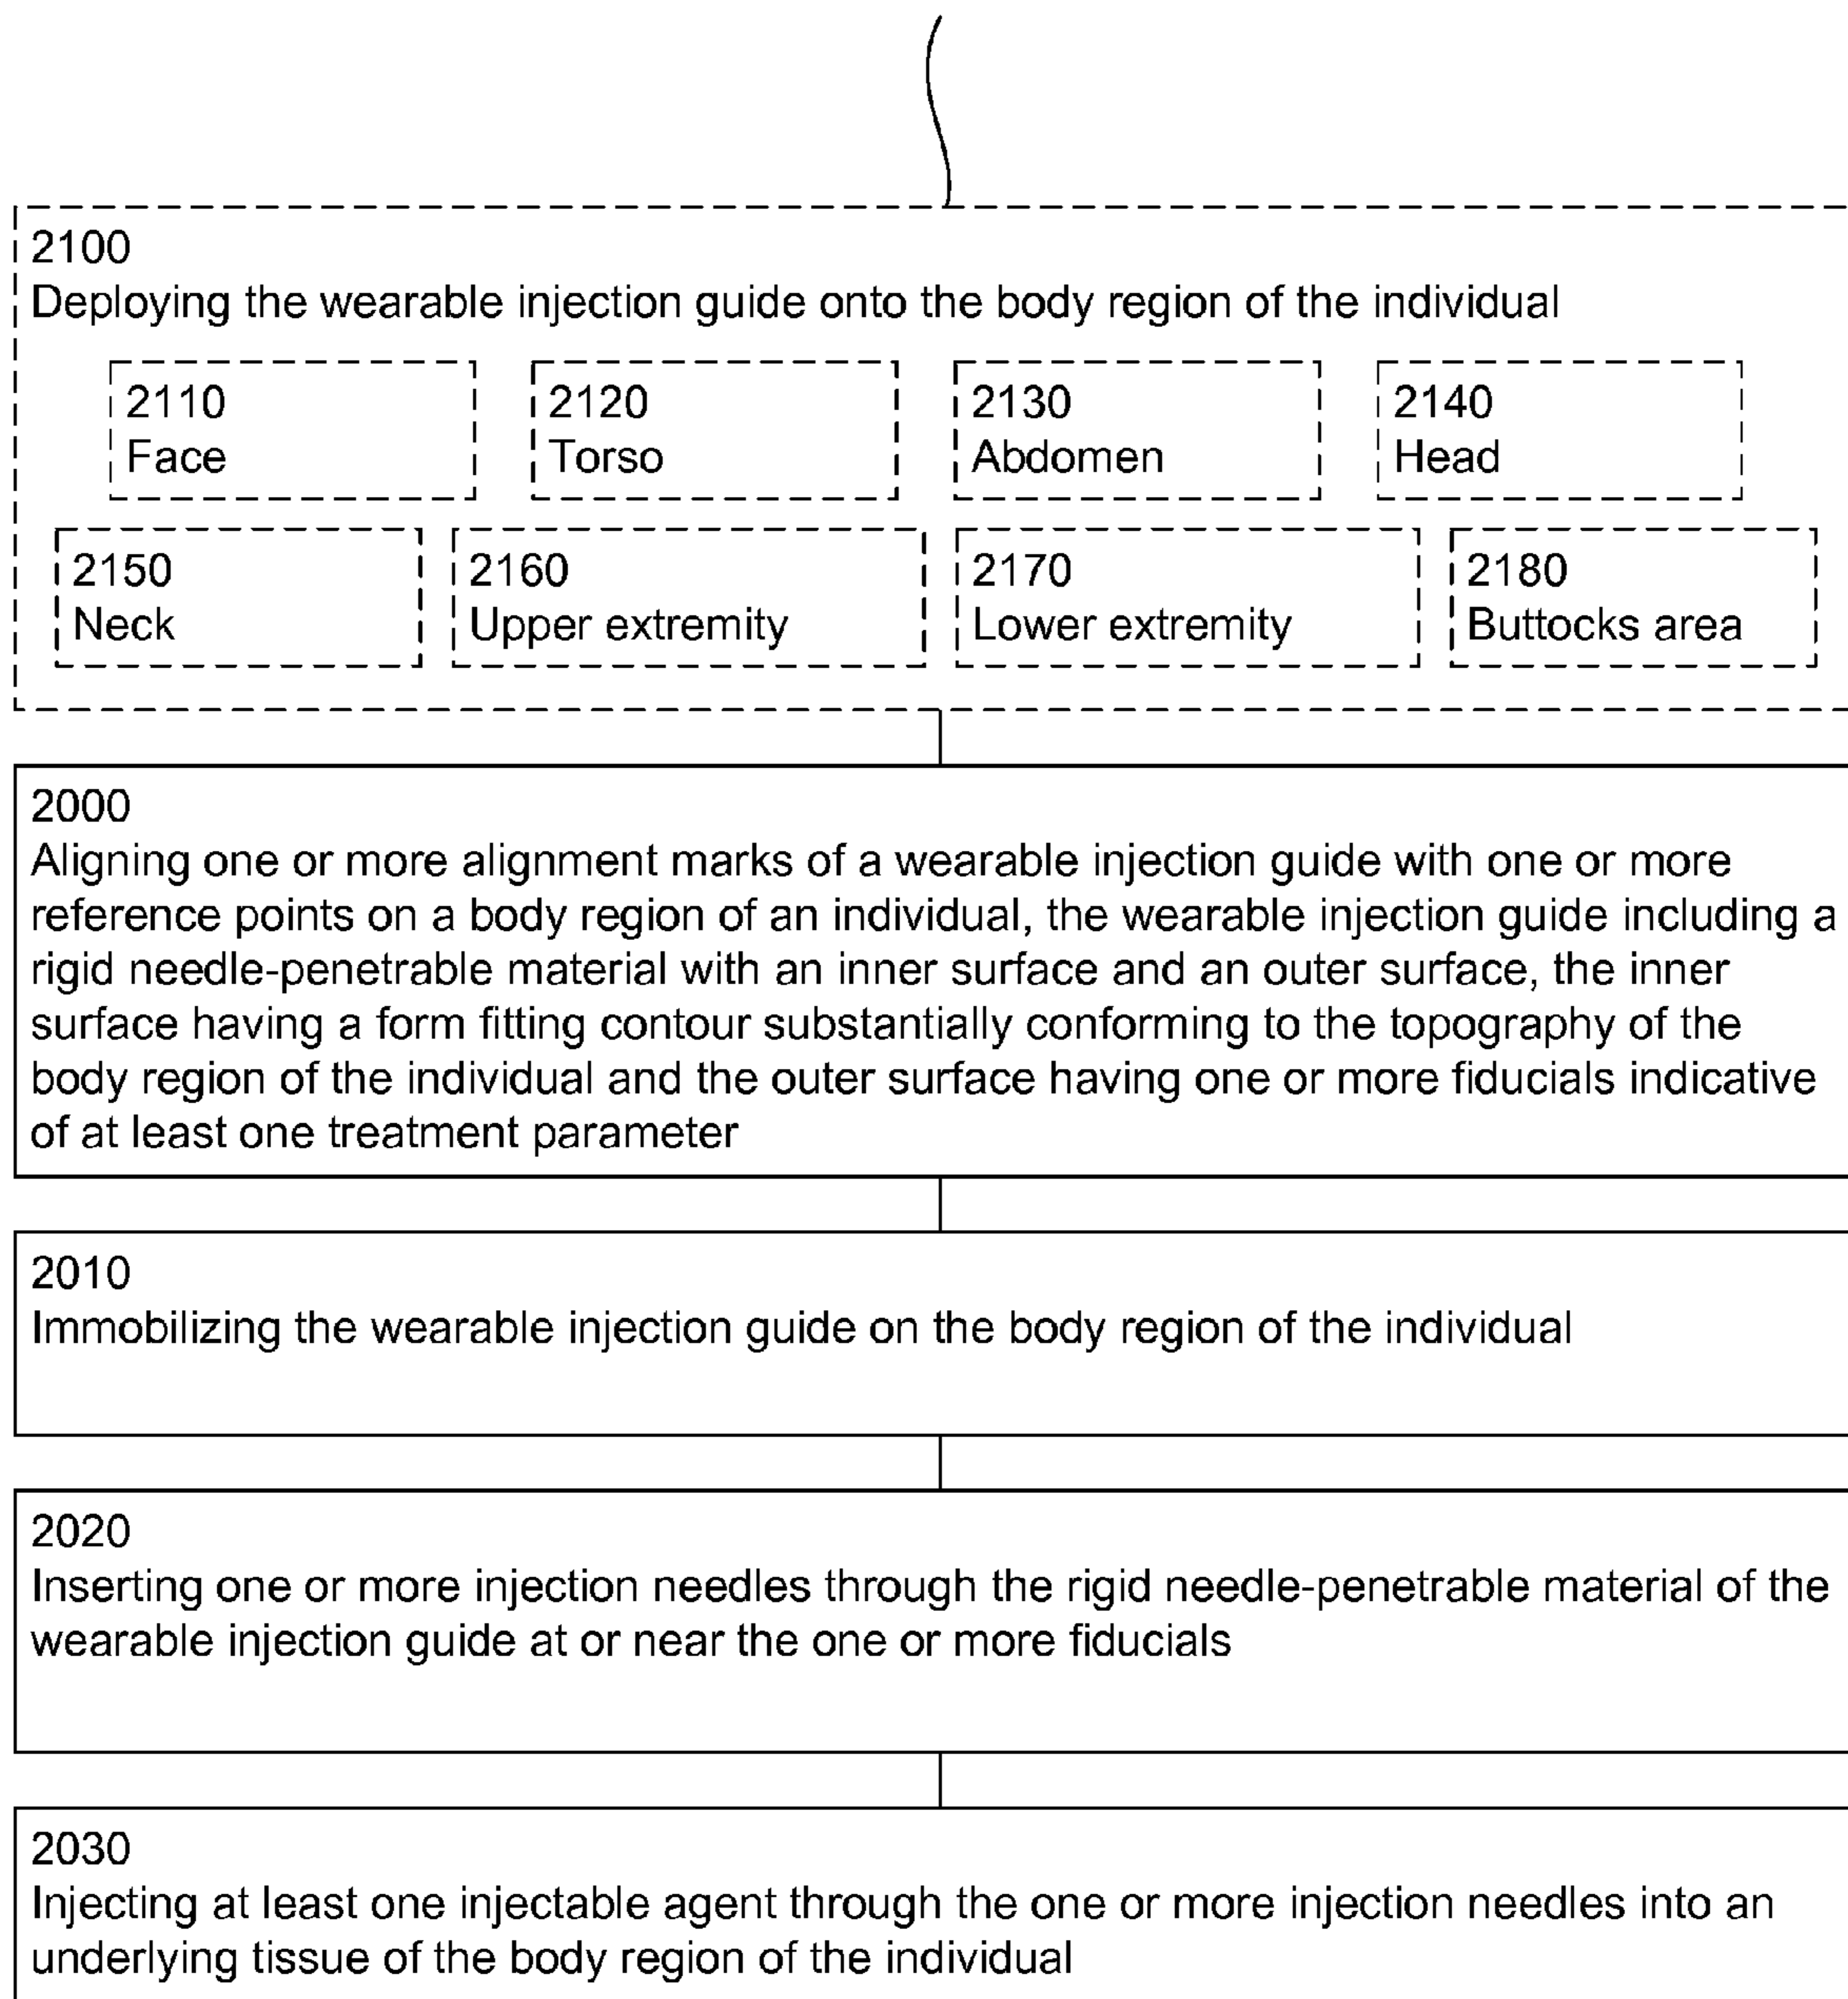 2100
Deploying the wearable injection guide onto the body region of the individual
2110
Face
2120
Torso
2130
Abdomen
2140
Head
2150
Neck
2160
Upper extremity
2170
Lower extremity
2180
Buttocks area
2000
Aligning one or more alignment marks of a wearable injection guide with one or more
reference points on a body region of an individual, the wearable injection guide including a
rigid needle-penetrable material with an inner surface and an outer surface, the inner
surface having a form fitting contour substantially conforming to the topography of the
body region of the individual and the outer surface having one or more fiducials indicative
of at least one treatment parameter
2010
Immobilizing the wearable injection guide on the body region of the individual
2020
Inserting one or more injection needles through the rigid needle-penetrable material of the
wearable injection guide at or near the one or more fiducials
2030
Injecting at least one injectable agent through the one or more injection needles into an
underlying tissue of the body region of the individual